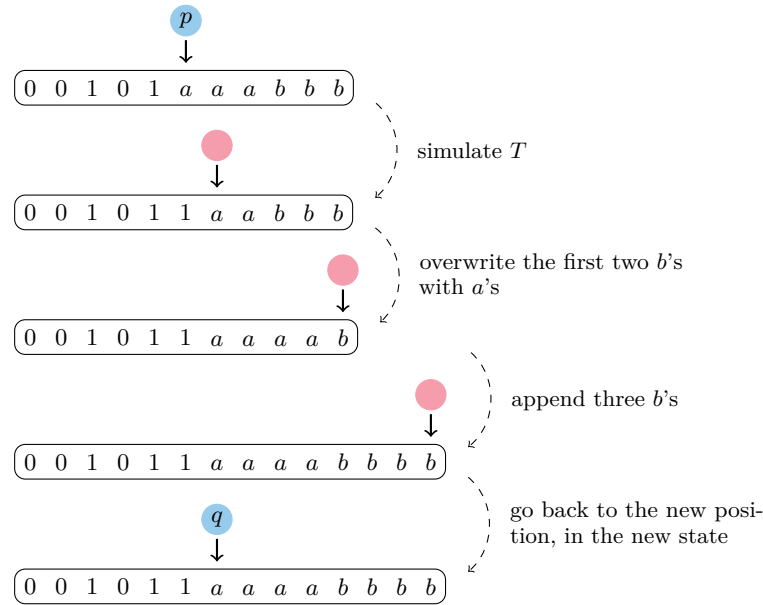 p
0 0 1 0 1 a a a b b b
simulate T
0 0 1 0 1 1 a a b b b
overwrite the first two b's
with a's
0 0 1 0 1 1 a a a a b
append three b's
0 0 1 0 1 1 a a a a b b b b
go back to the new posi-
tion, in the new state
q
0 0 1 0 1 1 a a a a b b b b